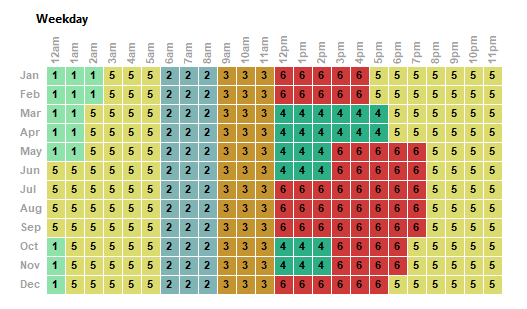 Weekday
12am 1am 2am 3am 4am 5am 6am 7am 8am 9am 10am 11am 12pm 1pm 2pm 3pm 4pm 5pm 6pm 7pm 8pm 9pm 10pm 11pm
Jan 1 1 1 5 5 5 2 2 2 3 3 3 6 6 6 6 6 5 5 5 5 5 5 5
Feb 1 1 1 5 5 5 2 2 2 3 3 3 6 6 6 6 6 5 5 5 5 5 5 5
Mar 1 1 5 5 5 5 2 2 2 3 3 3 4 4 4 4 4 4 5 5 5 5 5 5
Apr 1 1 5 5 5 5 2 2 2 3 3 3 4 4 4 4 4 4 5 5 5 5 5 5
May 1 1 5 5 5 5 2 2 2 3 3 3 4 4 4 6 6 6 6 6 5 5 5 5
Jun 5 5 5 5 5 5 2 2 2 3 3 3 4 4 4 6 6 6 6 6 5 5 5 5
Jul 5 5 5 5 5 5 2 2 2 3 3 3 6 6 6 6 6 6 6 6 5 5 5 5
Aug 5 5 5 5 5 5 2 2 2 3 3 3 6 6 6 6 6 6 6 6 5 5 5 5
Sep 5 5 5 5 5 5 2 2 2 3 3 3 6 6 6 6 6 6 6 6 5 5 5 5
Oct 1 5 5 5 5 5 2 2 2 3 3 3 4 4 4 6 6 6 6 5 5 5 5 5
Nov 1 5 5 5 5 5 2 2 2 3 3 3 4 4 4 6 6 6 6 5 5 5 5 5
Dec 1 5 5 5 5 5 2 2 2 3 3 3 6 6 6 6 6 6 5 5 5 5 5 5